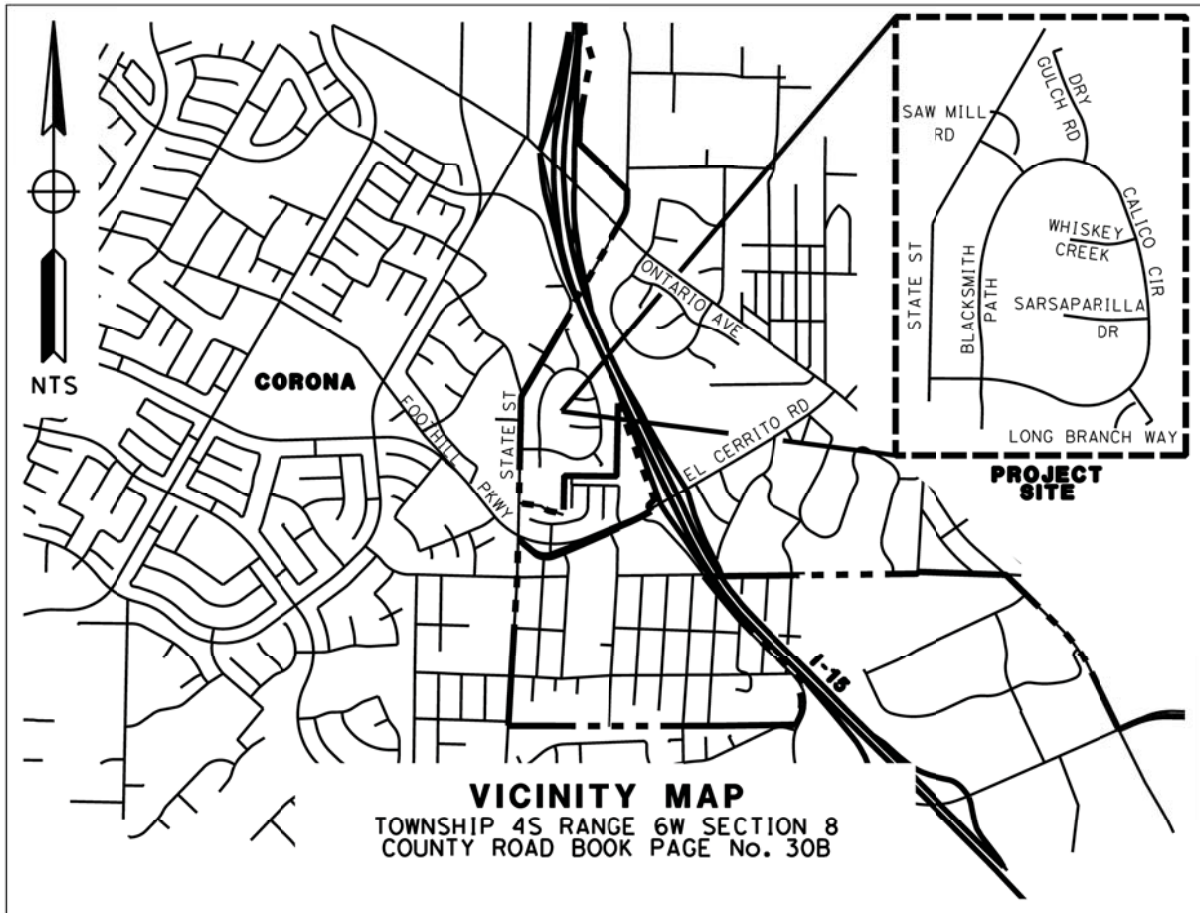 NTS
CORONA
FOOTHILL PKWY
STATE ST
ONTARIO AVE
EL CERRITO RD
I-15
SAW MILL
RD
DRY
GULCH RD
STATE ST
BLACKSMITH
PATH
WHISKEY
CREEK
CALICO CIR
SARSAPARILLA
DR
LONG BRANCH WAY
PROJECT
SITE
VICINITY MAP
TOWNSHIP 4S RANGE 6W SECTION 8
COUNTY ROAD BOOK PAGE No. 30B